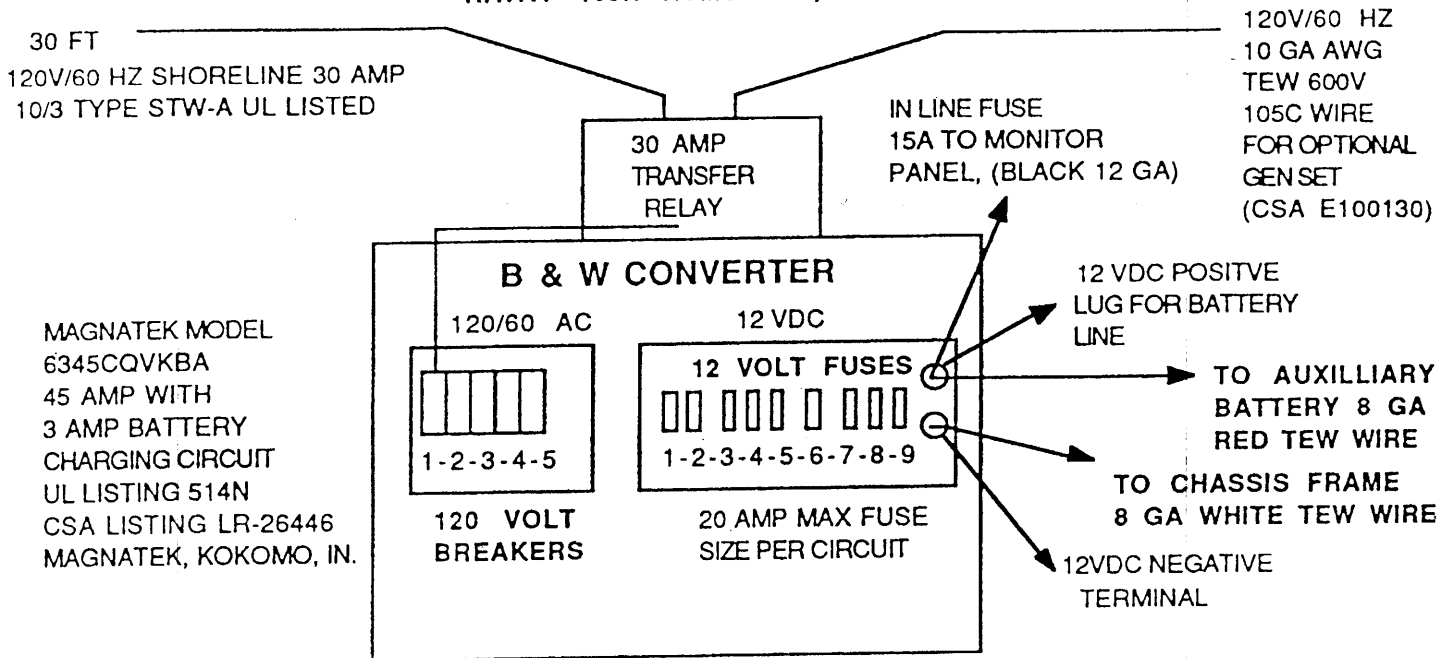 30 FT
120V/60 HZ SHORELINE 30 AMP
10/3 TYPE STW-A UL LISTED
120V/60 HZ
10 GA AWG
TEW 600V
105C WIRE
FOR OPTIONAL
GEN SET
(CSA E100130)
IN LINE FUSE
15A TO MONITOR
PANEL, (BLACK 12 GA)
30 AMP
TRANSFER
RELAY
B & W CONVERTER
120/60 AC
12 VDC
12 VOLT FUSES
1-2-3-4-5
1-2-3-4-5-6-7-8-9
120 VOLT
BREAKERS
20 AMP MAX FUSE
SIZE PER CIRCUIT
MAGNATEK MODEL
6345CQVKBA
45 AMP WITH
3 AMP BATTERY
CHARGING CIRCUIT
UL LISTING 514N
CSA LISTING LR-26446
MAGNATEK, KOKOMO, IN.
12 VDC POSITVE
LUG FOR BATTERY
LINE
TO AUXILLIARY
BATTERY 8 GA
RED TEW WIRE
TO CHASSIS FRAME
8 GA WHITE TEW WIRE
12VDC NEGATIVE
TERMINAL